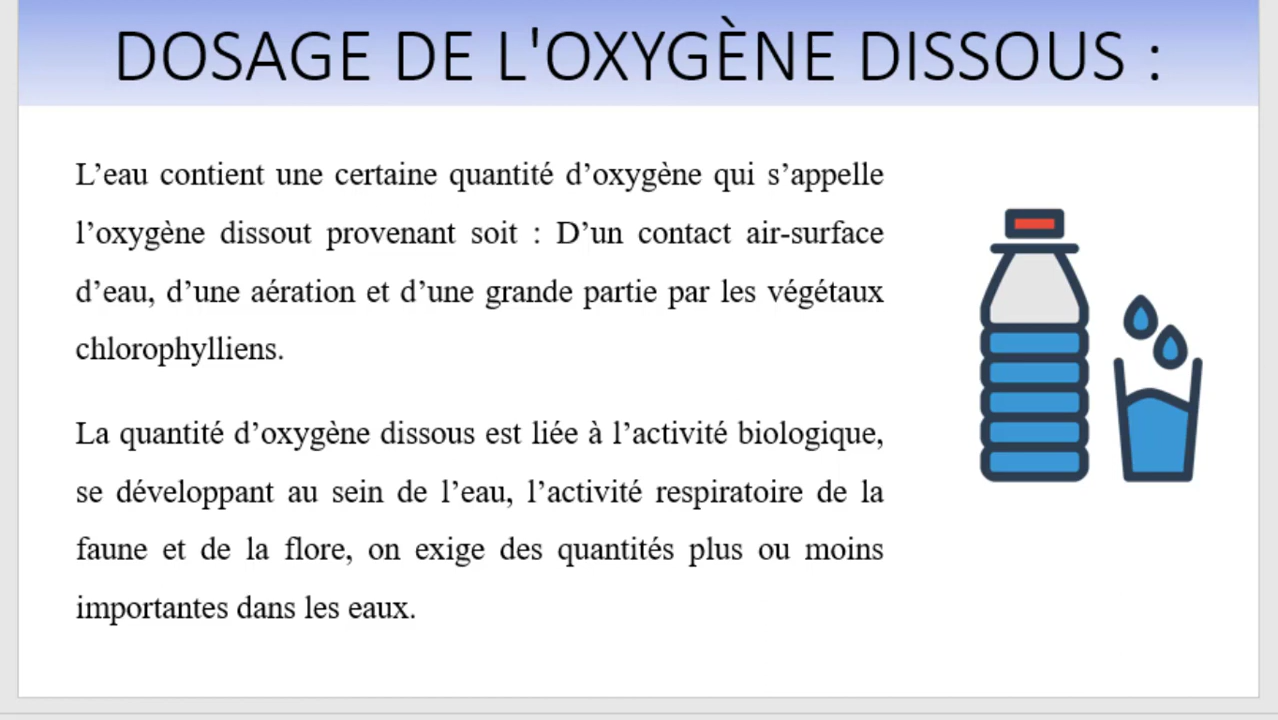 DOSAGE DE L'OXYGÈNE DISSOUS :
L’eau contient une certaine quantité d’oxygène qui s’appelle
l’oxygène dissout provenant soit : D’un contact air-surface
d’eau, d’une aération et d’une grande partie par les végétaux
chlorophylliens.
La quantité d’oxygène dissous est liée à l’activité biologique,
se développant au sein de l’eau, l’activité respiratoire de la
faune et de la flore, on exige des quantités plus ou moins
importantes dans les eaux.